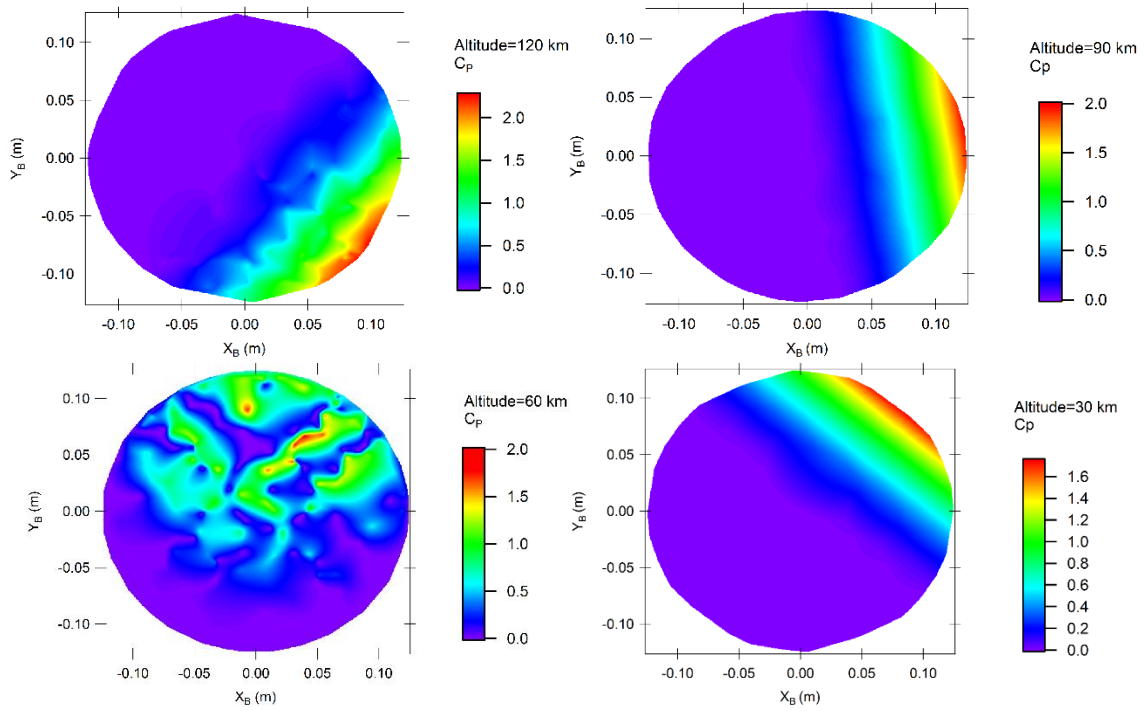 Altitude=120 km
C_P
2.0
1.5
1.0
0.5
0.0
0.10
0.05
0.00
-0.05
-0.10
Y_B (m)
-0.10 -0.05 0.00 0.05 0.10
X_B (m)
Altitude=90 km
Cp
2.0
1.5
1.0
0.5
0.0
0.10
0.05
0.00
-0.05
-0.10
Y_B (m)
-0.10 -0.05 0.00 0.05 0.10
X_B (m)
Altitude=60 km
C_P
2.0
1.5
1.0
0.5
0.0
0.10
0.05
0.00
-0.05
-0.10
Y_B (m)
-0.10 -0.05 0.00 0.05 0.10
X_B (m)
Altitude=30 km
Cp
1.6
1.4
1.2
1.0
0.8
0.6
0.4
0.2
0.0
0.10
0.05
0.00
-0.05
-0.10
Y_B (m)
-0.10 -0.05 0.00 0.05 0.10
X_B (m)